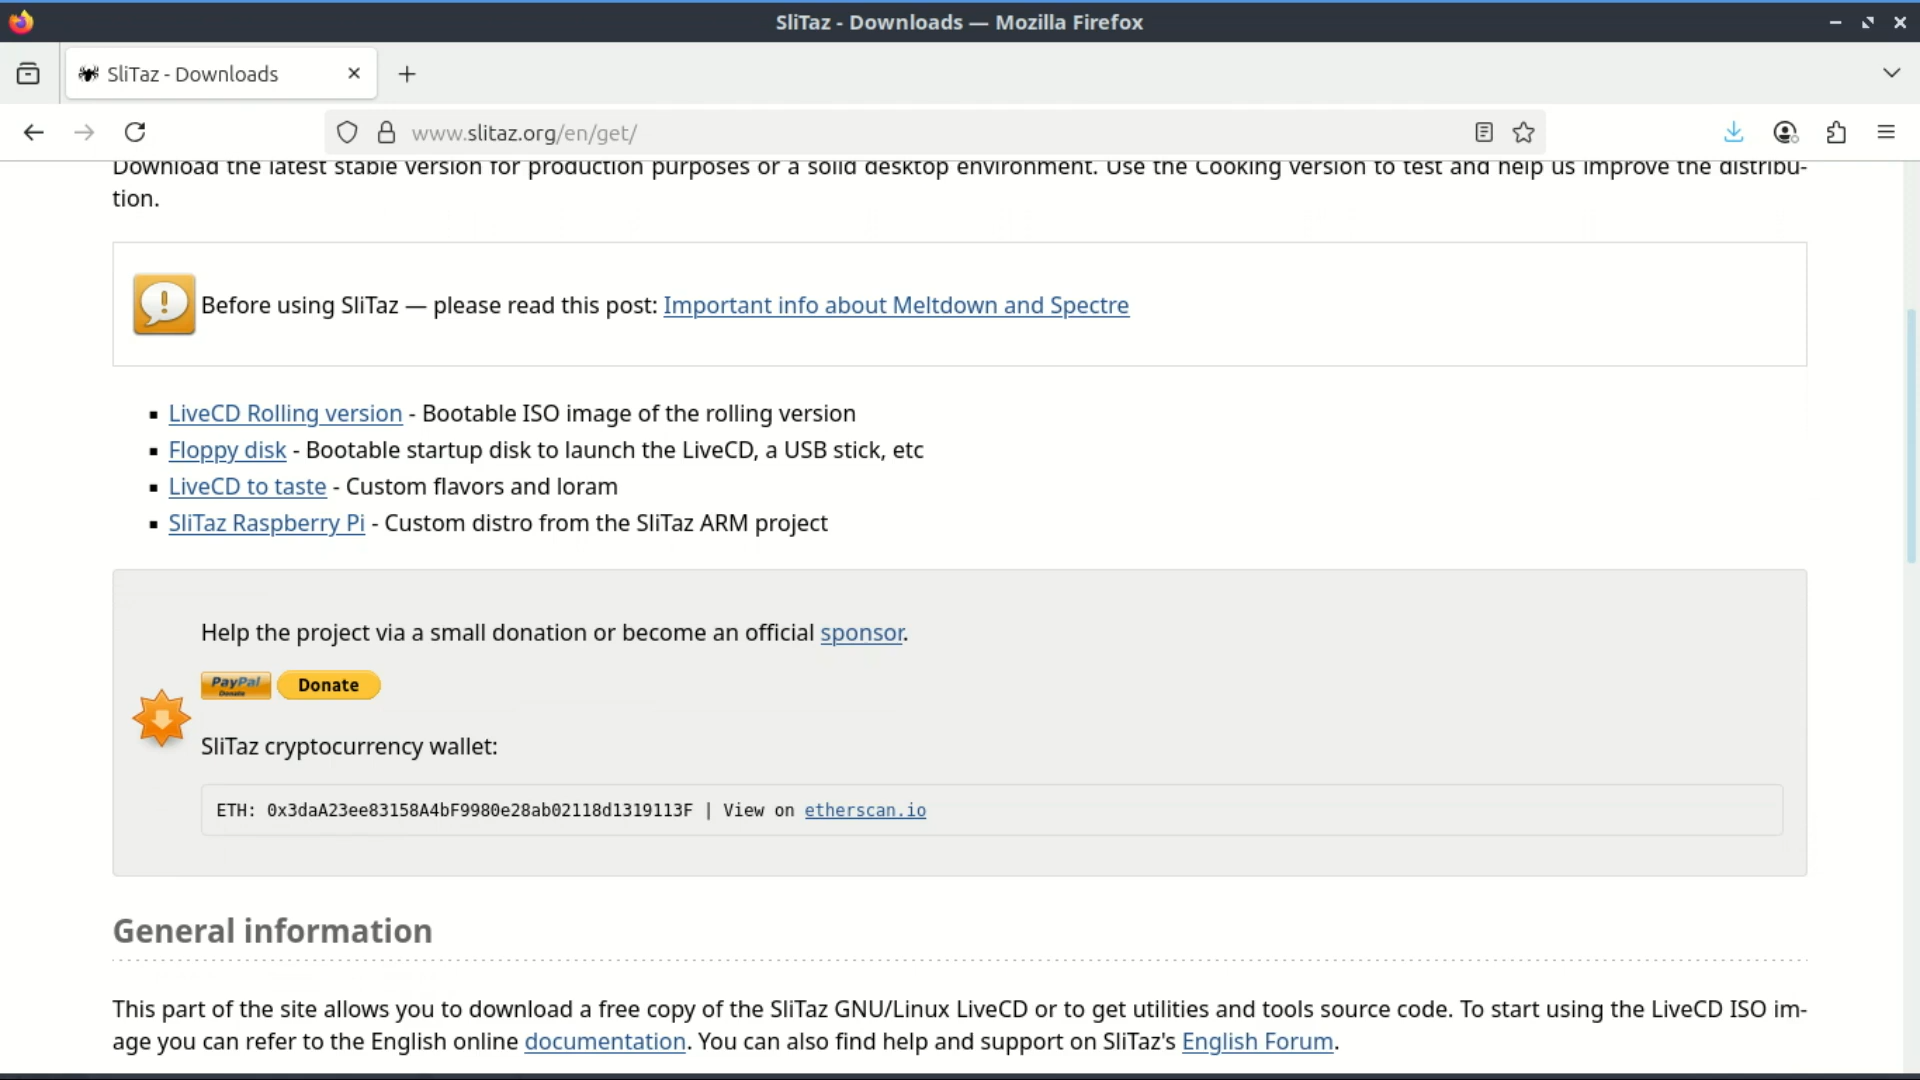 SliTaz - Downloads — Mozilla Firefox
SliTaz - Downloads
www.slitaz.org/en/get/
Download the latest stable version for production purposes or a solid desktop environment. Use the Cooking version to test and help us improve the distribu-
tion.
Before using SliTaz — please read this post: Important info about Meltdown and Spectre
LiveCD Rolling version - Bootable ISO image of the rolling version
Floppy disk - Bootable startup disk to launch the LiveCD, a USB stick, etc
LiveCD to taste - Custom flavors and loram
SliTaz Raspberry Pi - Custom distro from the SliTaz ARM project
Help the project via a small donation or become an official sponsor.
PayPal
Donate
Donate
SliTaz cryptocurrency wallet:
ETH: 0x3daA23ee83158A4bF9980e28ab02118d1319113F | View on etherscan.io
General information
This part of the site allows you to download a free copy of the SliTaz GNU/Linux LiveCD or to get utilities and tools source code. To start using the LiveCD ISO im-
age you can refer to the English online documentation. You can also find help and support on SliTaz's English Forum.